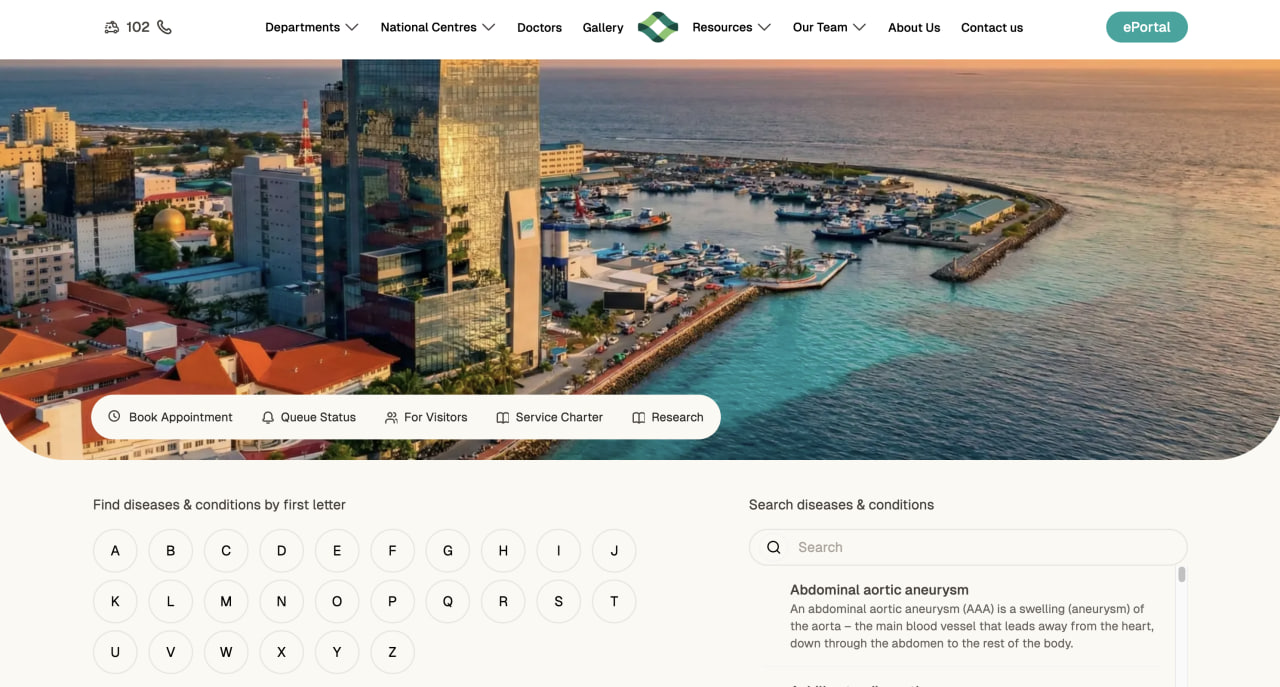 102
Departments
National Centres
Doctors
Gallery
Resources
Our Team
About Us
Contact us
ePortal
Book Appointment
Queue Status
For Visitors
Service Charter
Research
Find diseases & conditions by first letter
A B C D E F G H I J
K L M N O P Q R S T
U V W X Y Z
Search diseases & conditions
Search
Abdominal aortic aneurysm
An abdominal aortic aneurysm (AAA) is a swelling (aneurysm) of
the aorta – the main blood vessel that leads away from the heart,
down through the abdomen to the rest of the body.